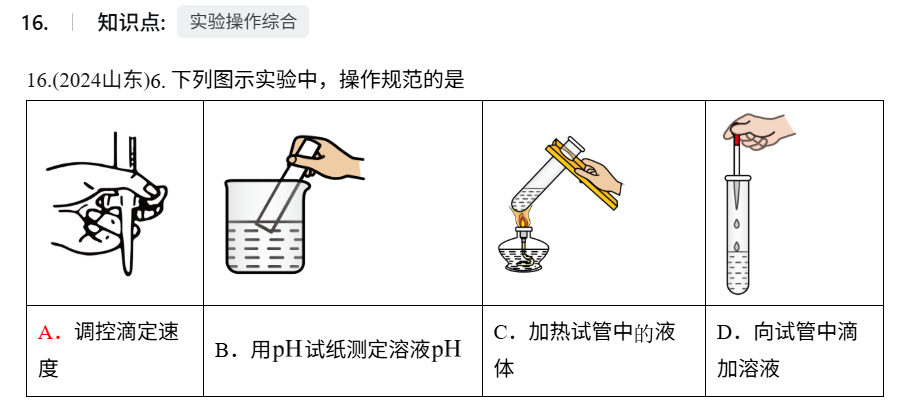 16. 知识点: 实验操作综合
16.(2024山东)6. 下列图示实验中，操作规范的是
A．调控滴定速
度
B．用pH试纸测定溶液pH
C．加热试管中的液
体
D．向试管中滴
加溶液